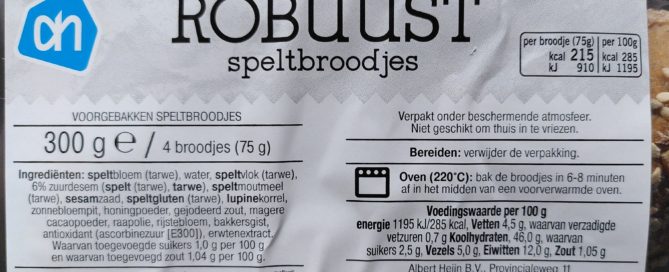 ah
ROBUUST
speltbroodjes
per broodje (75g) | per 100g
kcal 215 | kcal 285
kJ 910 | kJ 1195
VOORGEBAKKEN SPELTBROODJES
300 g ℮ / 4 broodjes (75 g)
Ingrediënten: speltbloem (tarwe), water, speltvlok (tarwe),
6% zuurdesem (spelt (tarwe), tarwe), speltmoutmeel
(tarwe), sesamzaad, speltgluten (tarwe), lupinekorrel,
zonnebloempit, honingpoeder, gejodeerd zout, magere
cacaopoeder, raapolie, rijstebloem, bakkersgist,
antioxidant (ascorbinezuur [E300]), erwtenextract.
Waarvan toegevoegde suikers 1,0 g per 100 g
en waarvan toegevoegd zout 1,04 g per 100 g.
Verpakt onder beschermende atmosfeer.
Niet geschikt om thuis in te vriezen.
Bereiden: verwijder de verpakking.
Oven (220°C): bak de broodjes in 6-8 minuten
af in het midden van een voorverwarmde oven.
Voedingswaarde per 100 g
energie 1195 kJ/285 kcal, Vetten 4,5 g, waarvan verzadigde
vetzuren 0,7 g Koolhydraten, 46,0 g, waarvan
suikers 2,5 g, Vezels 5,0 g, Eiwitten 12,0 g, Zout 1,05 g
Albert Heijn B.V., Provincialeweg